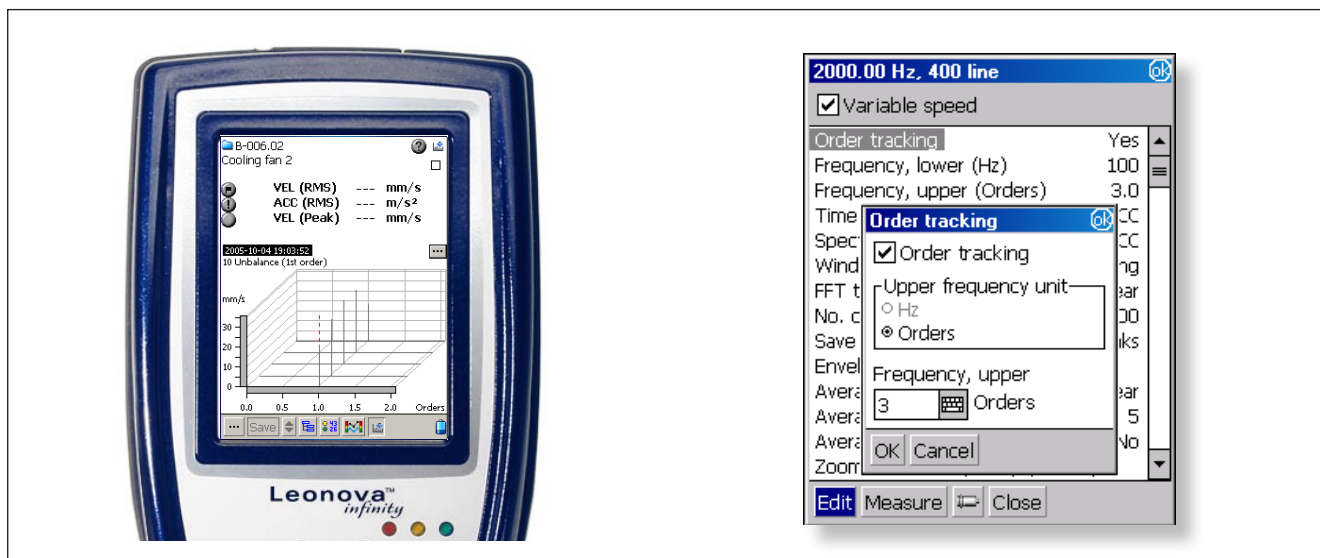 B-006.02
Cooling fan 2
VEL (RMS) --- mm/s
ACC (RMS) --- m/s²
VEL (Peak) --- mm/s
2005-10-04 19:03:52
10 Unbalance (1st order)
mm/s
30
20
10
0
0.0 0.5 1.0 1.5 2.0 Orders
Save
Leonova™
infinity
2000.00 Hz, 400 line ok
Variable speed
Order tracking Yes
Frequency, lower (Hz) 100
Frequency, upper (Orders) 3.0
Order tracking ok
Order tracking
Upper frequency unit
Hz
Orders
Frequency, upper
3 Orders
OK Cancel
Edit Measure Close